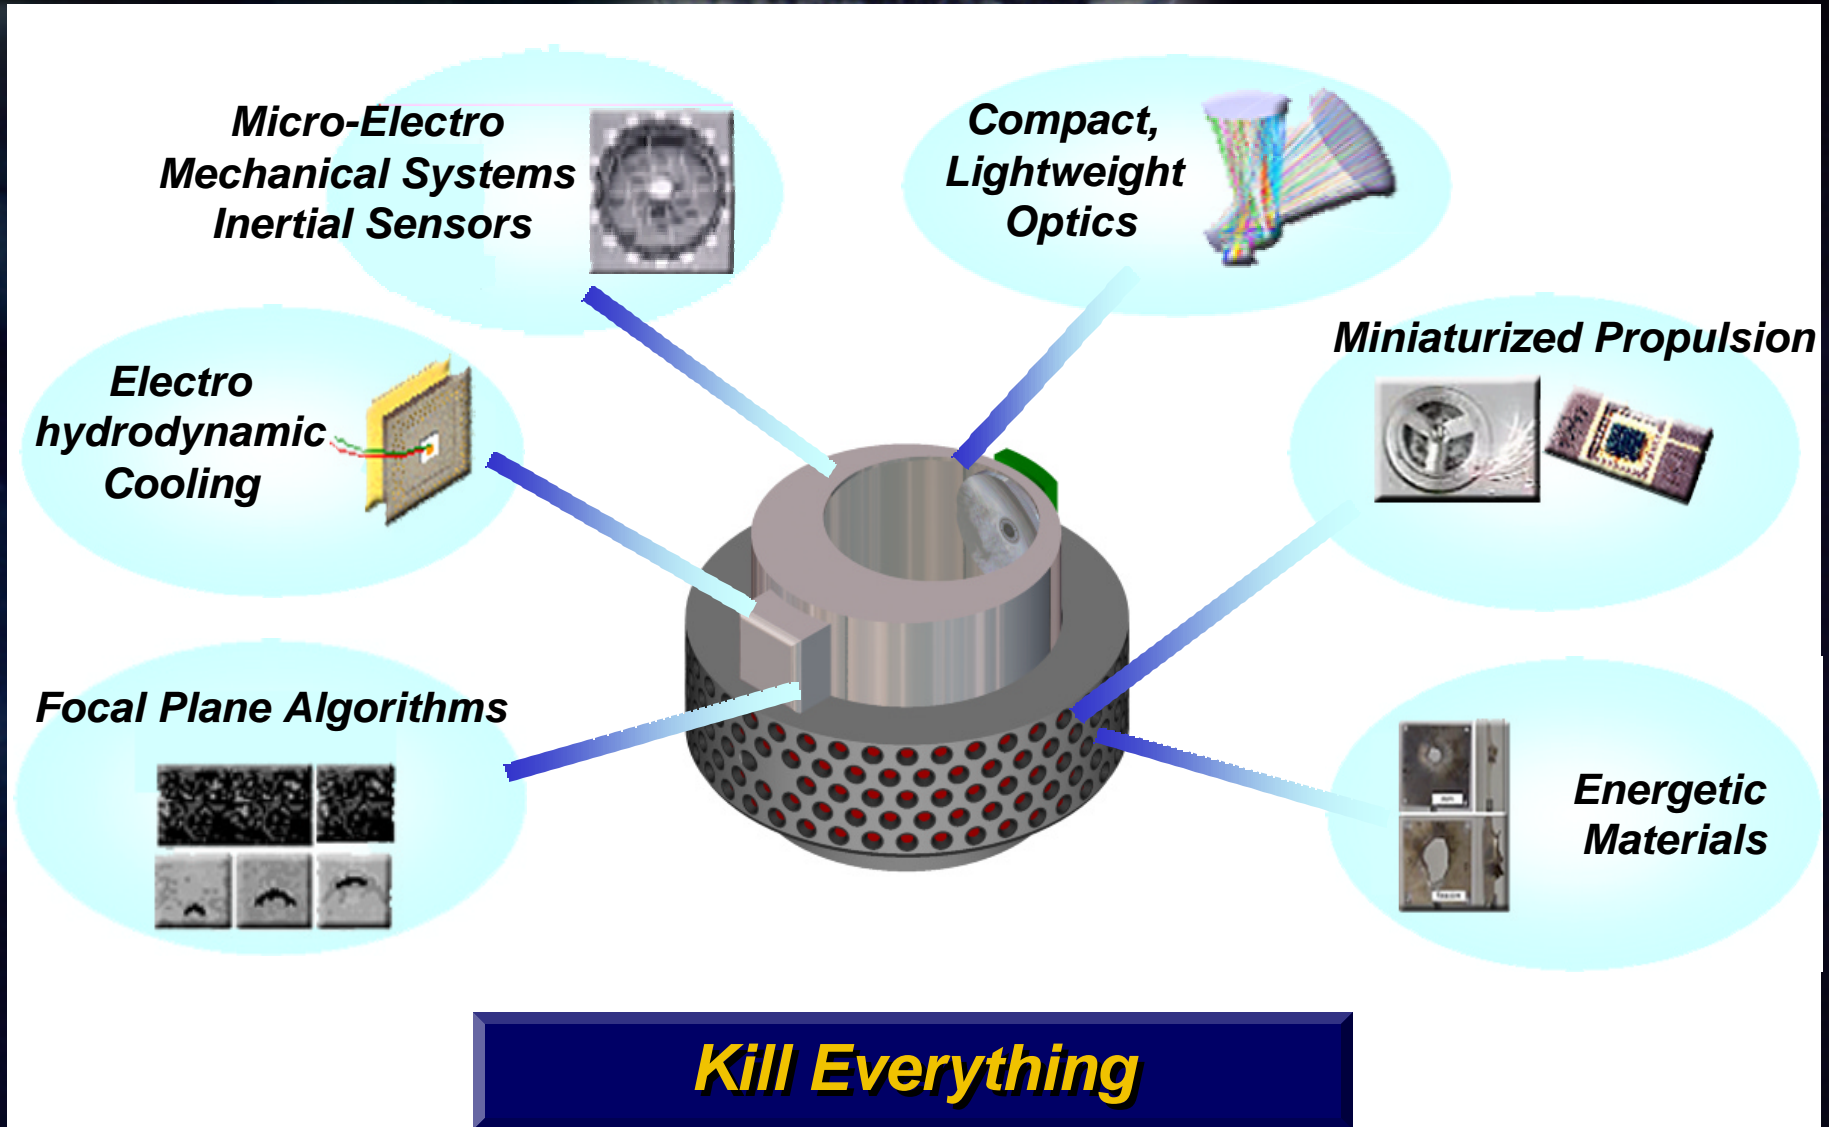 Micro-Electro
Mechanical Systems
Inertial Sensors
Compact,
Lightweight
Optics
Electro
hydrodynamic
Cooling
Miniaturized Propulsion
Focal Plane Algorithms
Energetic
Materials
Kill Everything